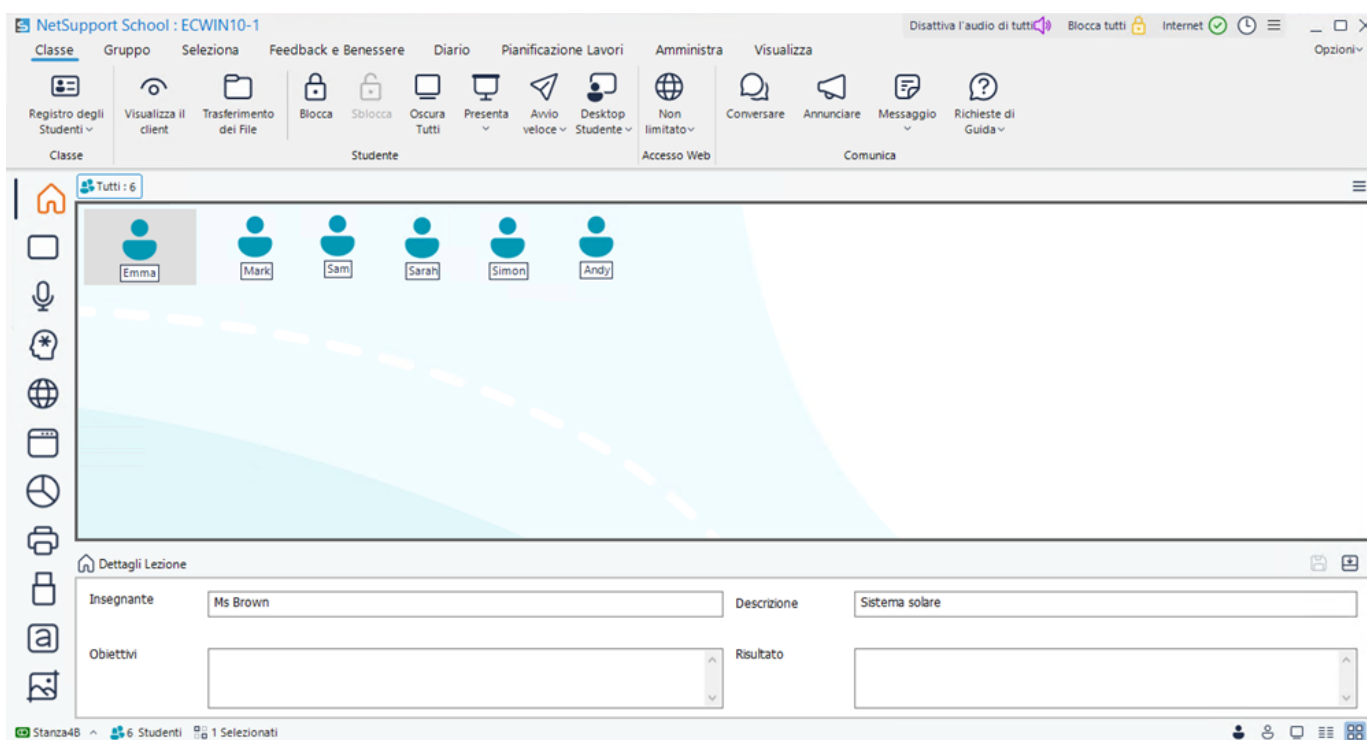 NetSupport School : ECWIN10-1
Disattiva l'audio di tutti Blocca tutti Internet
Classe Gruppo Seleziona Feedback e Benessere Diario Pianificazione Lavori Amministra Visualizza Opzioni
Registro degli Studenti
Visualizza il client
Trasferimento dei File
Blocca
Sblocca
Oscura Tutti
Presenta
Avvio veloce
Desktop Studente
Non limitato
Conversare
Annunciare
Messaggio
Richieste di Guida
Classe Studente Accesso Web Comunica
Tutti : 6
Emma Mark Sam Sarah Simon Andy
Dettagli Lezione
Insegnante Ms Brown Descrizione Sistema solare
Obiettivi Risultato
Stanza4B 6 Studenti 1 Selezionati